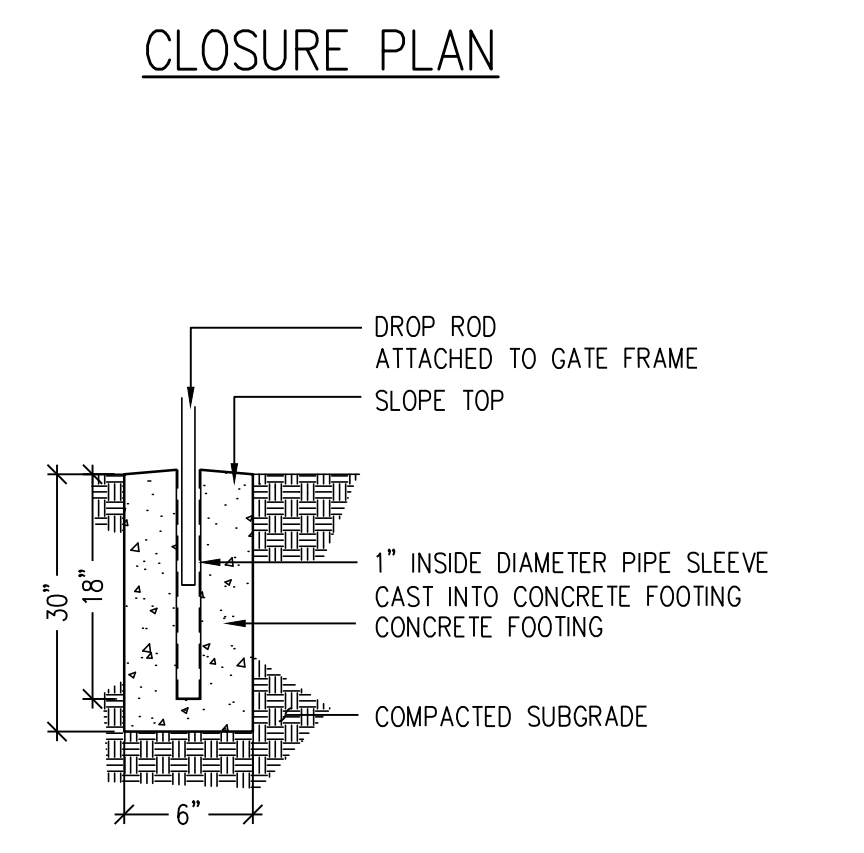 CLOSURE PLAN
DROP ROD
ATTACHED TO GATE FRAME
SLOPE TOP
1" INSIDE DIAMETER PIPE SLEEVE
CAST INTO CONCRETE FOOTING
CONCRETE FOOTING
COMPACTED SUBGRADE
30"
18"
6"